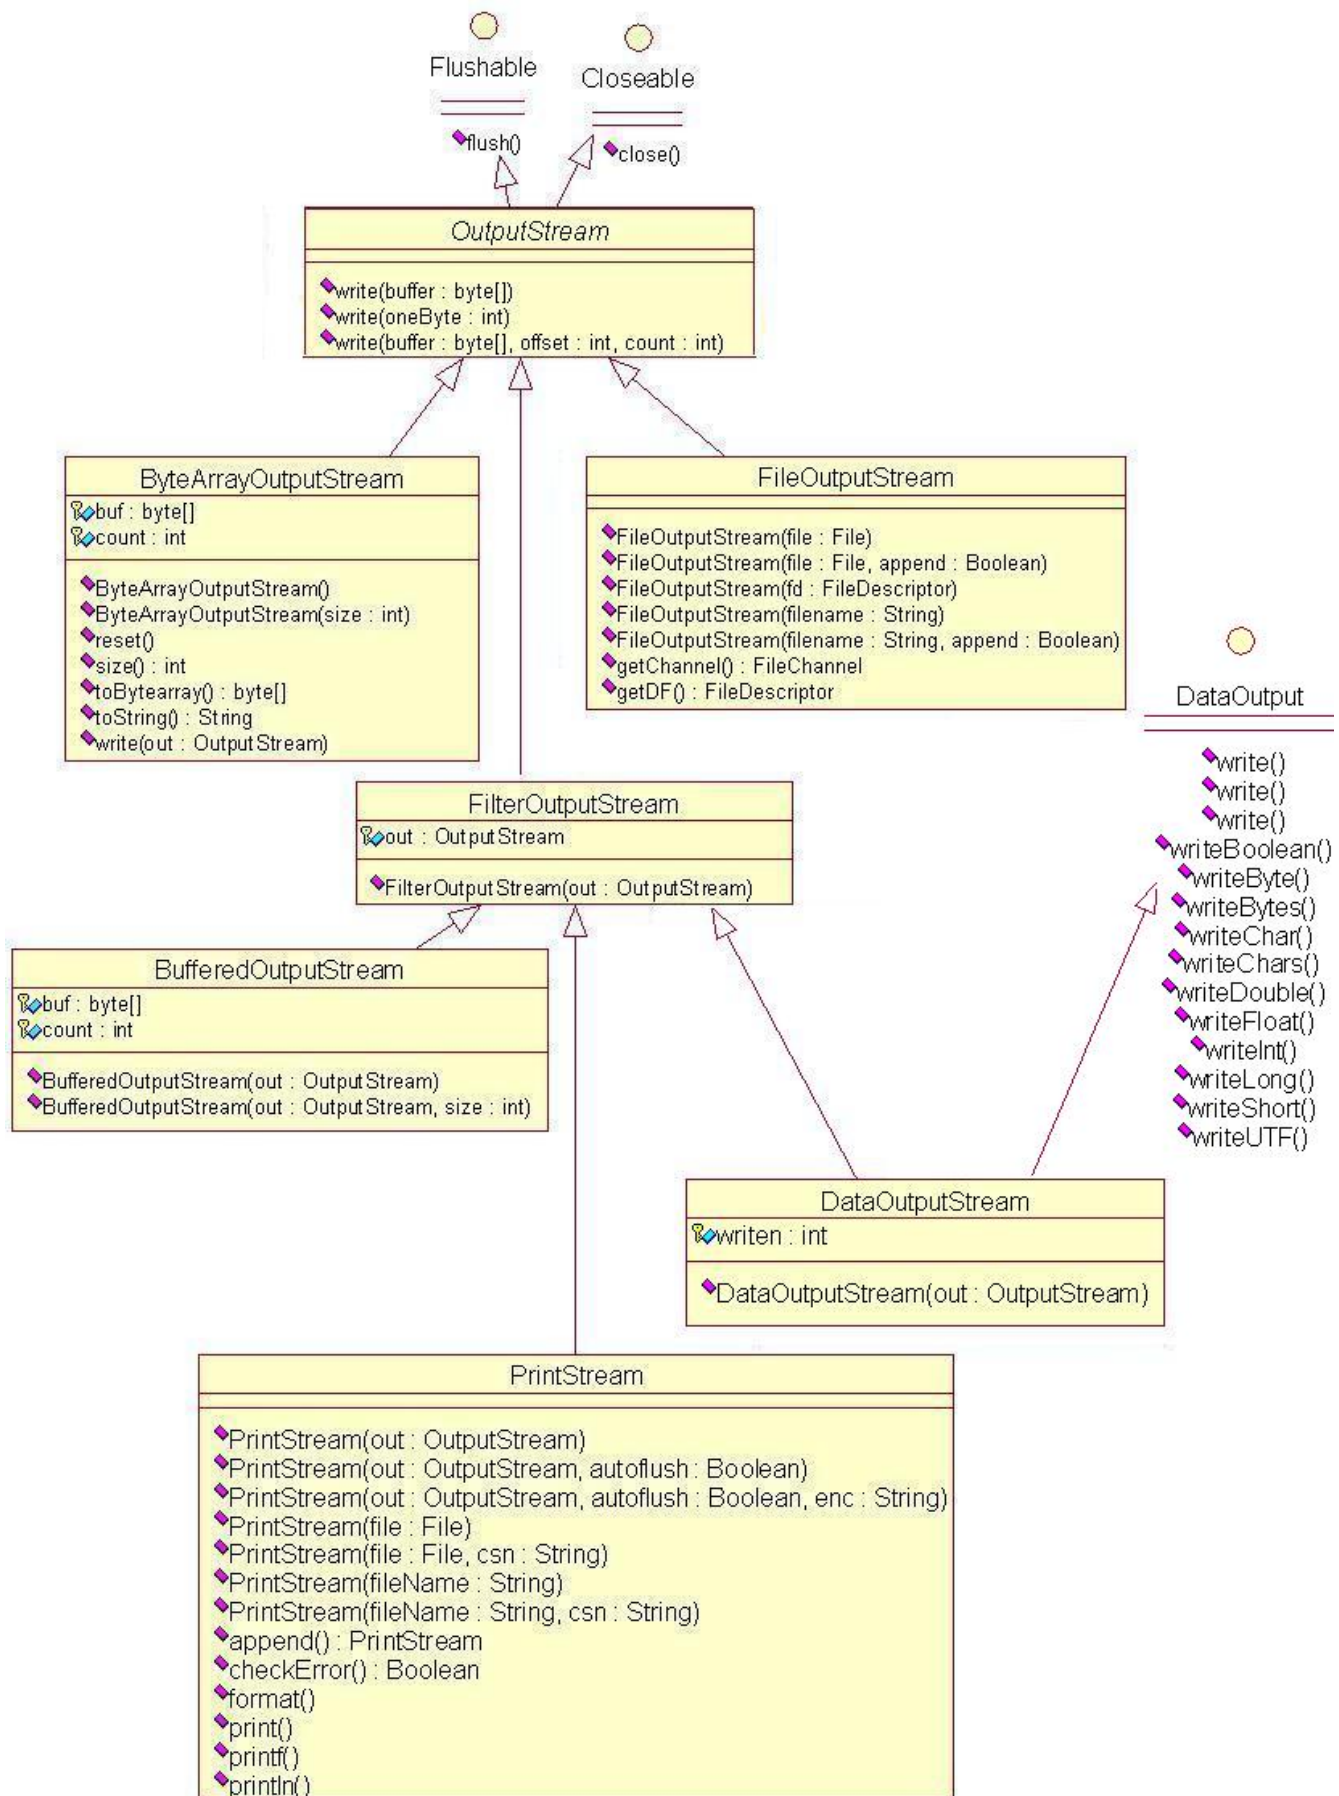 Flushable
flush()
Closeable
close()
OutputStream
write(buffer : byte[])
write(oneByte : int)
write(buffer : byte[], offset : int, count : int)
ByteArrayOutputStream
buf : byte[]
count : int
ByteArrayOutputStream()
ByteArrayOutputStream(size : int)
reset()
size() : int
toBytearray() : byte[]
toString() : String
write(out : OutputStream)
FileOutputStream
FileOutputStream(file : File)
FileOutputStream(file : File, append : Boolean)
FileOutputStream(fd : FileDescriptor)
FileOutputStream(filename : String)
FileOutputStream(filename : String, append : Boolean)
getChannel() : FileChannel
getDF() : FileDescriptor
DataOutput
write()
write()
write()
writeBoolean()
writeByte()
writeBytes()
writeChar()
writeChars()
writeDouble()
writeFloat()
writeInt()
writeLong()
writeShort()
writeUTF()
FilterOutputStream
out : OutputStream
FilterOutputStream(out : OutputStream)
BufferedOutputStream
buf : byte[]
count : int
BufferedOutputStream(out : OutputStream)
BufferedOutputStream(out : OutputStream, size : int)
DataOutputStream
writen : int
DataOutputStream(out : OutputStream)
PrintStream
PrintStream(out : OutputStream)
PrintStream(out : OutputStream, autoflush : Boolean)
PrintStream(out : OutputStream, autoflush : Boolean, enc : String)
PrintStream(file : File)
PrintStream(file : File, csn : String)
PrintStream(fileName : String)
PrintStream(fileName : String, csn : String)
append() : PrintStream
checkError() : Boolean
format()
print()
printf()
println()